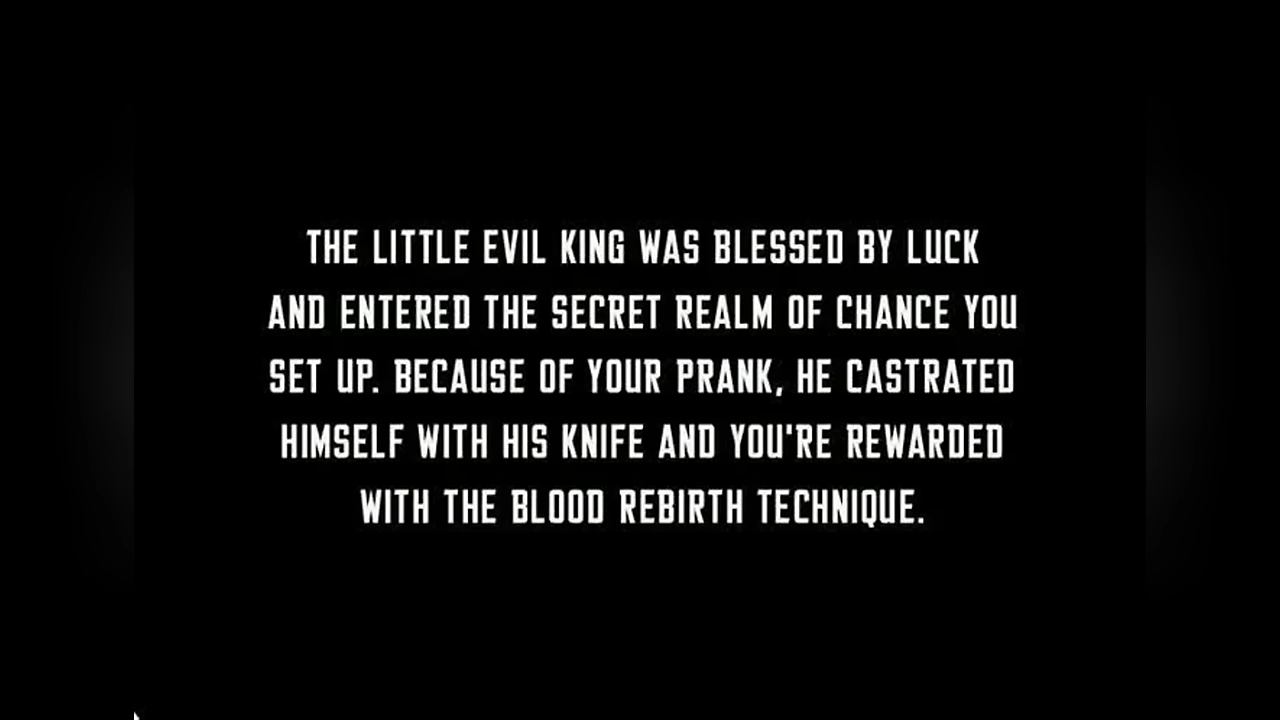 THE LITTLE EVIL KING WAS BLESSED BY LUCK
AND ENTERED THE SECRET REALM OF CHANCE YOU
SET UP. BECAUSE OF YOUR PRANK, HE CASTRATED
HIMSELF WITH HIS KNIFE AND YOU'RE REWARDED
WITH THE BLOOD REBIRTH TECHNIQUE.